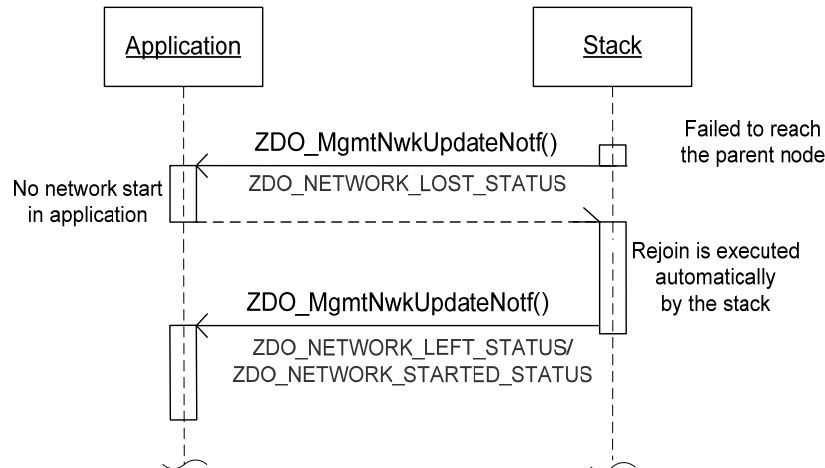 Application
Stack
ZDO_MgmtNwkUpdateNotf()
Failed to reach
the parent node
ZDO_NETWORK_LOST_STATUS
No network start
in application
Rejoin is executed
automatically
by the stack
ZDO_MgmtNwkUpdateNotf()
ZDO_NETWORK_LEFT_STATUS/
ZDO_NETWORK_STARTED_STATUS